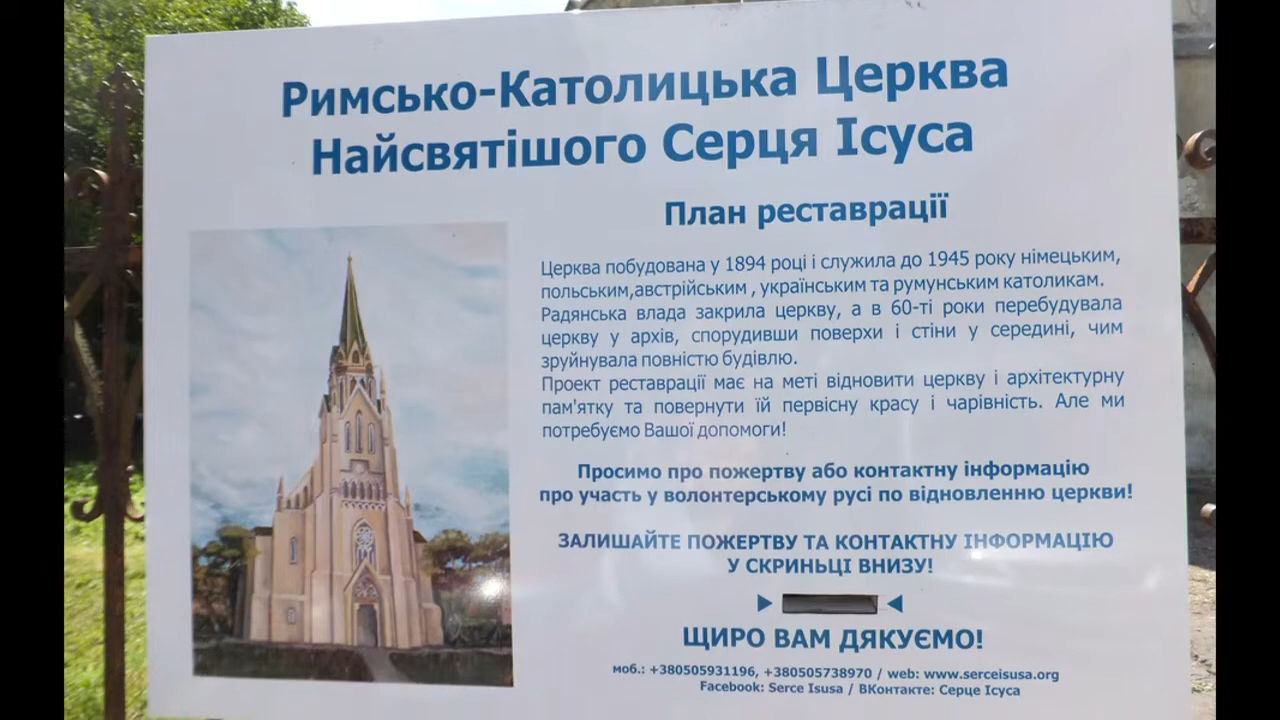 Римсько-Католицька Церква
Найсвятішого Серця Ісуса
План реставрації
Церква побудована у 1894 році і служила до 1945 року німецьким,
польським,австрійським , українським та румунським католикам.
Радянська влада закрила церкву, а в 60-ті роки перебудувала
церкву у архів, спорудивши поверхи і стіни у середині, чим
зруйнувала повністю будівлю.
Проект реставрації має на меті відновити церкву і архітектурну
пам'ятку та повернути їй первісну красу і чарівність. Але ми
потребуємо Вашої допомоги!
Просимо про пожертву або контактну інформацію
про участь у волонтерському русі по відновленню церкви!
ЗАЛИШАЙТЕ ПОЖЕРТВУ ТА КОНТАКТНУ ІНФОРМАЦІЮ
У СКРИНЬЦІ ВНИЗУ!
ЩИРО ВАМ ДЯКУЄМО!
моб.: +380505931196, +380505738970 / web: www.serceisusa.org
Facebook: Serce Isusa / ВКонтакте: Серце Ісуса